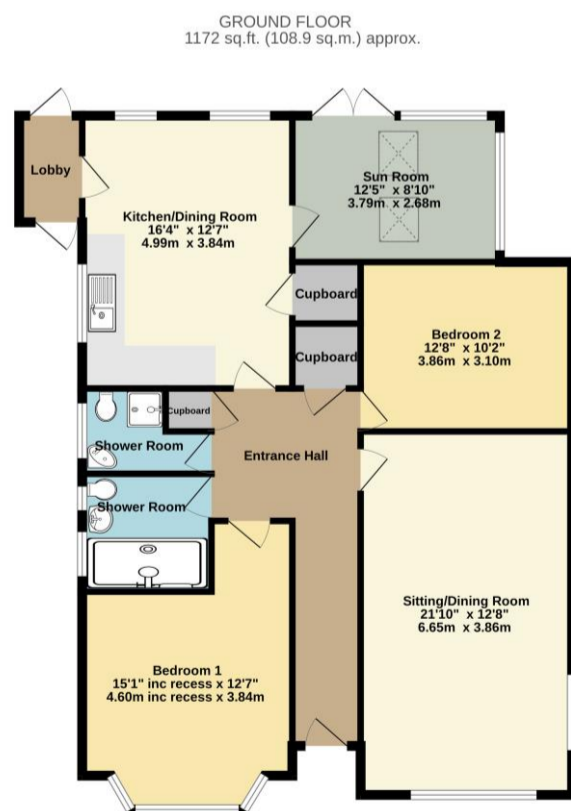 GROUND FLOOR
1172 sq.ft. (108.9 sq.m.) approx.
Lobby
Kitchen/Dining Room
16'4" x 12'7"
4.99m x 3.84m
Sun Room
12'5" x 8'10"
3.79m x 2.68m
Cupboard
Cupboard
Bedroom 2
12'8" x 10'2"
3.86m x 3.10m
Cupboard
Shower Room
Entrance Hall
Shower Room
Sitting/Dining Room
21'10" x 12'8"
6.65m x 3.86m
Bedroom 1
15'1" inc recess x 12'7"
4.60m inc recess x 3.84m